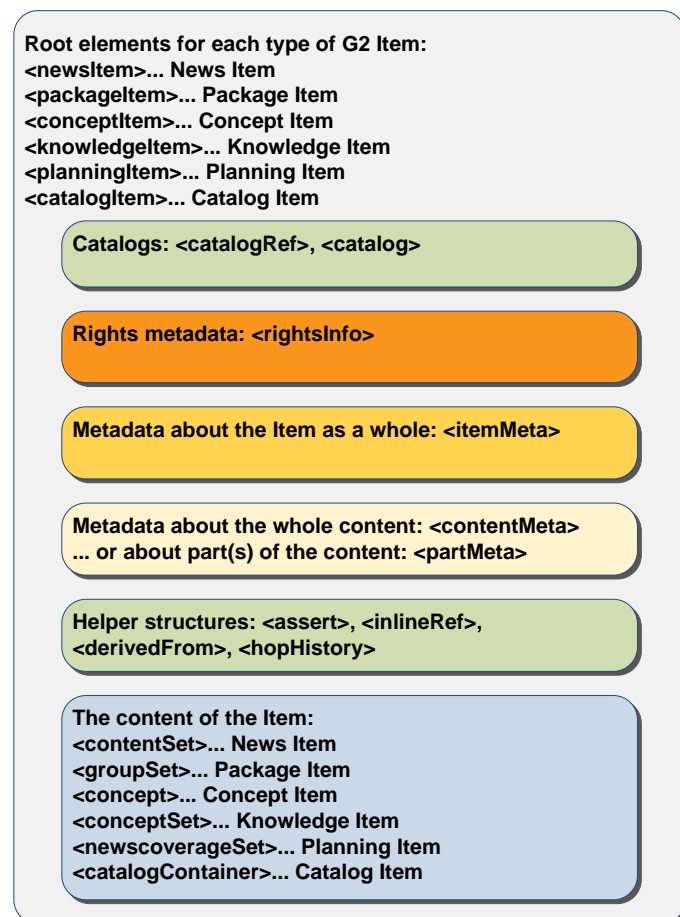 Root elements for each type of G2 Item:
<newsItem>... News Item
<packageItem>... Package Item
<conceptItem>... Concept Item
<knowledgeItem>... Knowledge Item
<planningItem>... Planning Item
<catalogItem>... Catalog Item
Catalogs: <catalogRef>, <catalog>
Rights metadata: <rightsInfo>
Metadata about the Item as a whole: <itemMeta>
Metadata about the whole content: <contentMeta>
... or about part(s) of the content: <partMeta>
Helper structures: <assert>, <inlineRef>,
<derivedFrom>, <hopHistory>
The content of the Item:
<contentSet>... News Item
<groupSet>... Package Item
<concept>... Concept Item
<conceptSet>... Knowledge Item
<newscoverageSet>... Planning Item
<catalogContainer>... Catalog Item